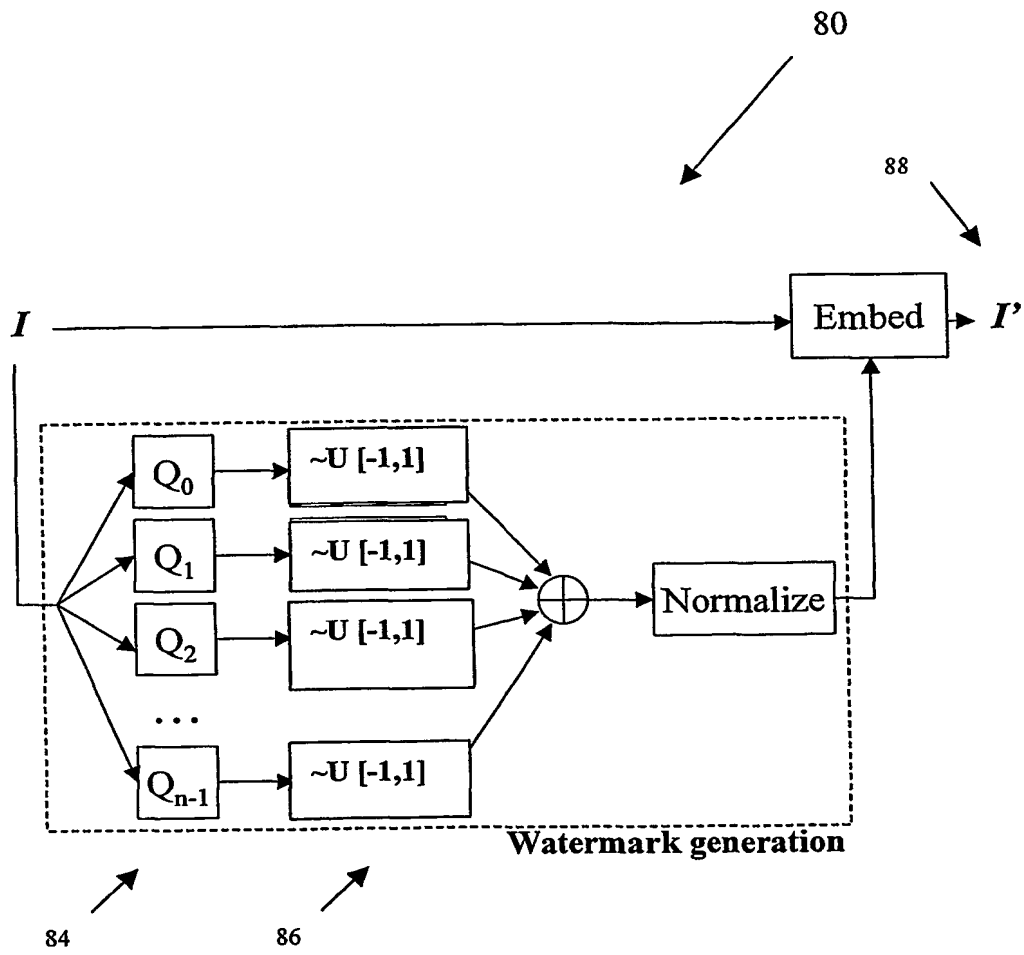 80
88
I
Embed
I’
Q0
~U [-1,1]
Q1
~U [-1,1]
Normalize
Q2
~U [-1,1]
...
Qn-1
~U [-1,1]
Watermark generation
84
86